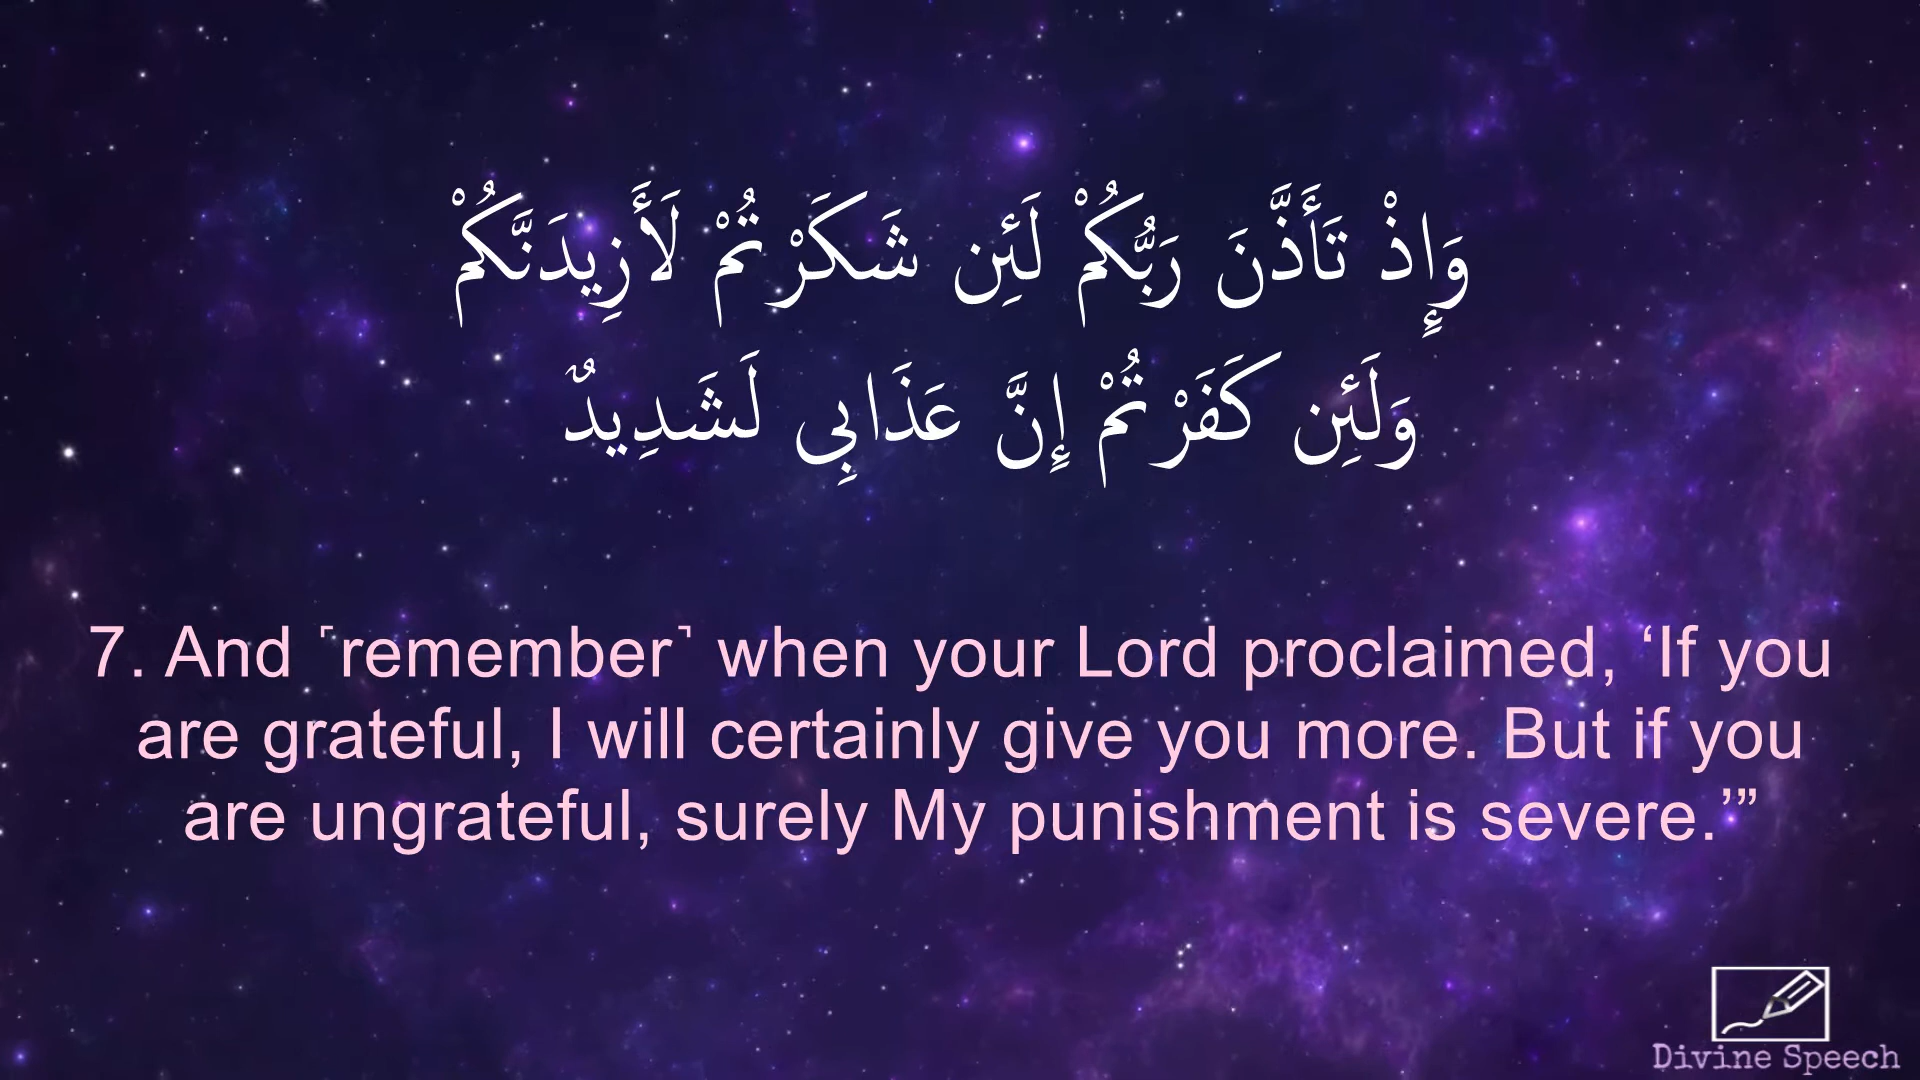 وَإِذْ تَأَذَّنَ رَبُّكُمْ لَئِن شَكَرْتُمْ لَأَزِيدَنَّكُمْ
وَلَئِن كَفَرْتُمْ إِنَّ عَذَابِى لَشَدِيدٌ
7. And ˹remember˺ when your Lord proclaimed, ‘If you
are grateful, I will certainly give you more. But if you
are ungrateful, surely My punishment is severe.’”
Divine Speech